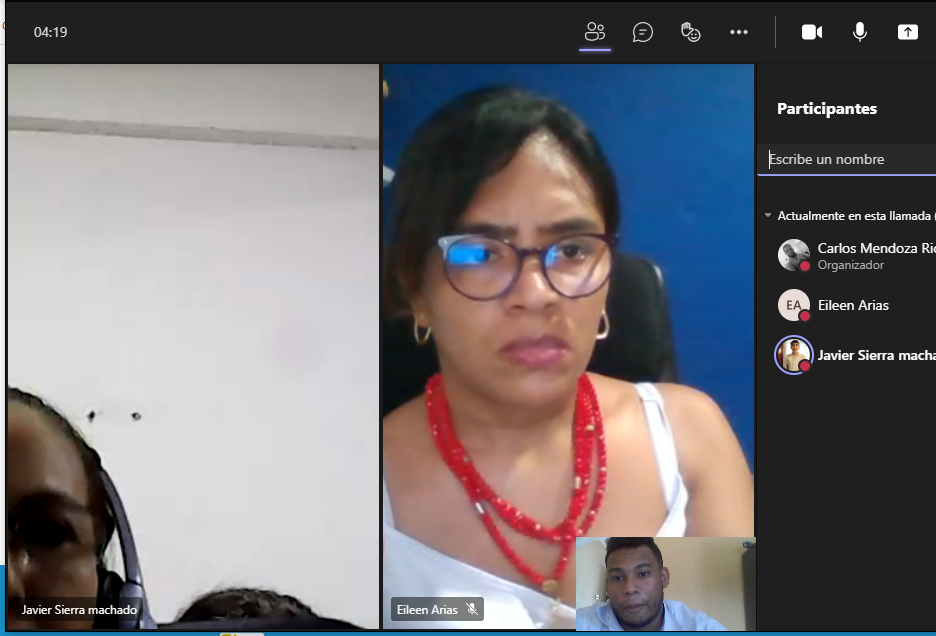 04:19
Participantes
Escribe un nombre
Actualmente en esta llamada (
Carlos Mendoza Ri
Organizador
EA
Eileen Arias
Javier Sierra macha
Javier Sierra machado
Eileen Arias